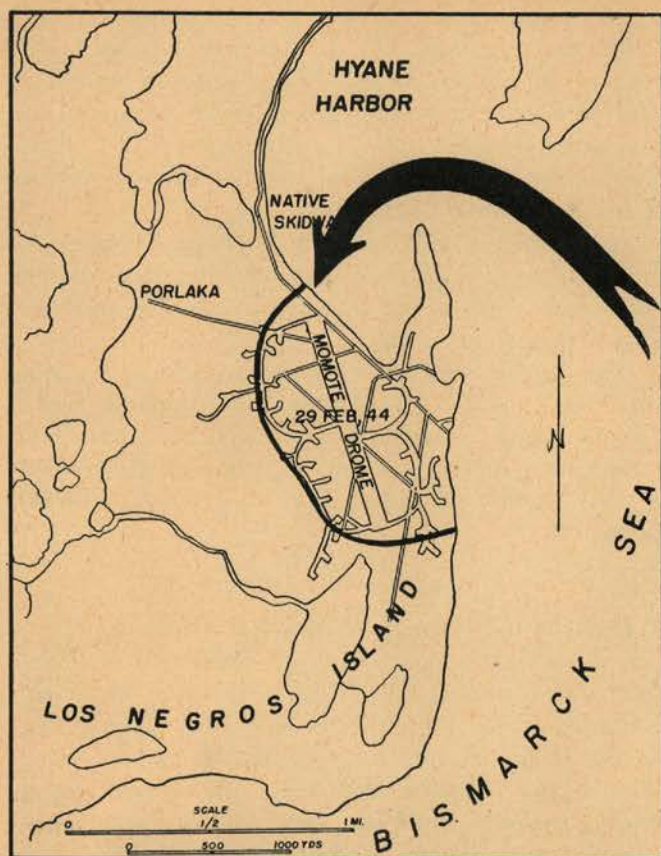 HYANE
HARBOR
NATIVE
PORLAKA
MOMOTE DROME
29 FEB, 44
N
SEA
BISMARCK
LOS NEGROS ISLAND
SCALE
0 1/2 1 MI.
0 500 1000 YDS